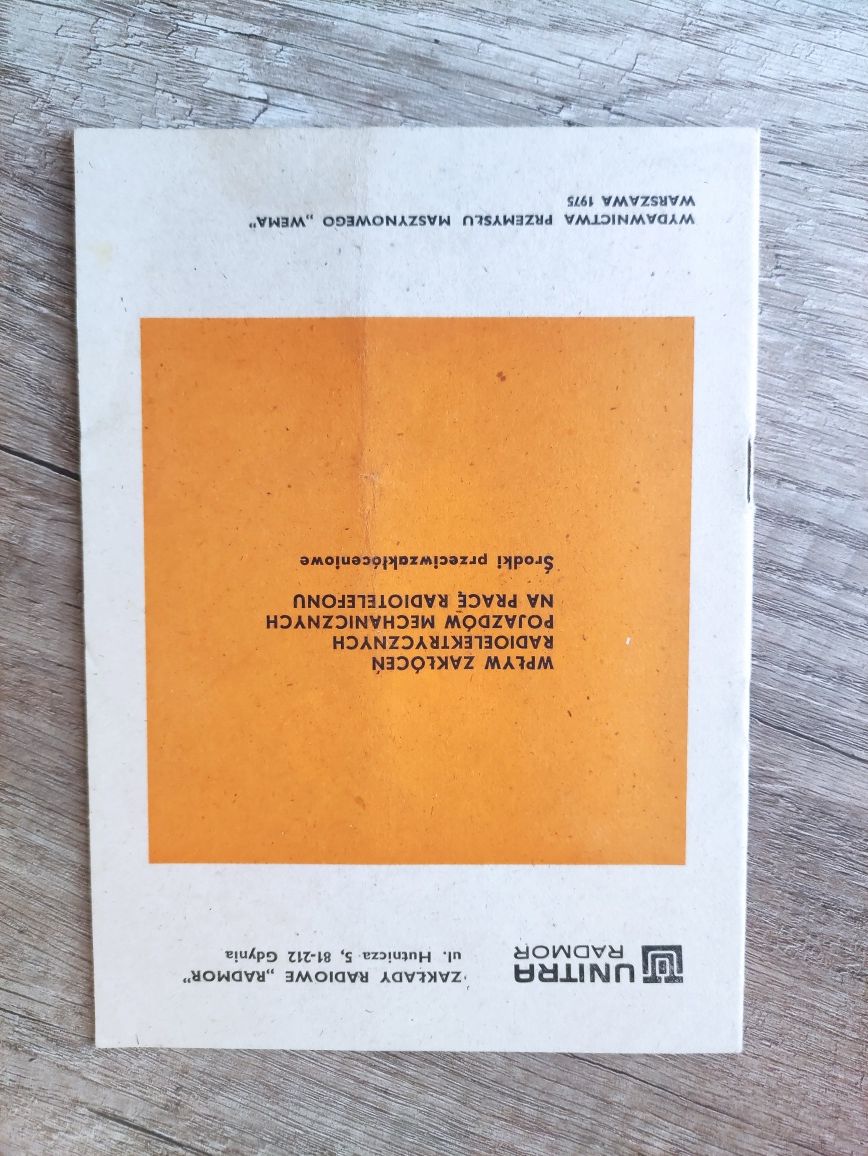 UNITRA
RADMOR
ZAKŁADY RADIOWE „RADMOR”
ul. Hutnicza 5, 81-212 Gdynia
WPŁYW ZAKŁÓCEŃ
RADIOELEKTRYCZNYCH
POJAZDÓW MECHANICZNYCH
NA PRACĘ RADIOTELEFONU
Środki przeciwzakłóceniowe
WYDAWNICTWA PRZEMYSŁU MASZYNOWEGO „WEMA”
WARSZAWA 1975